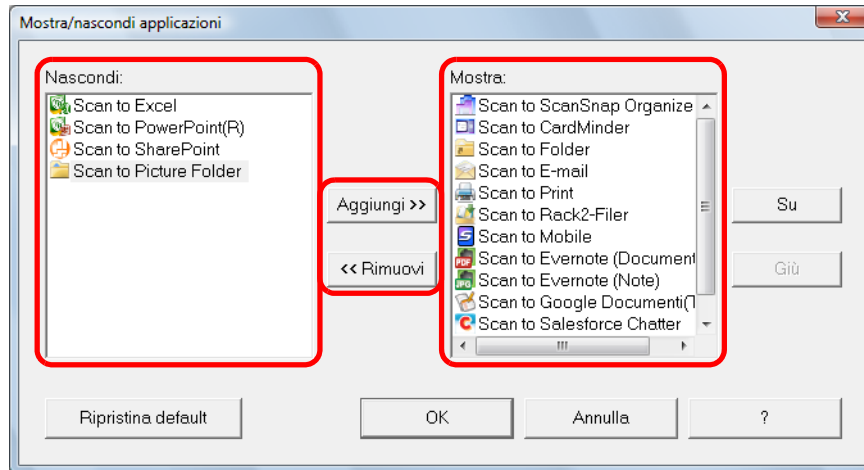 Mostra/nascondi applicazioni
Nascondi:
Scan to Excel
Scan to PowerPoint(R)
Scan to SharePoint
Scan to Picture Folder
Aggiungi >>
<< Rimuovi
Mostra:
Scan to ScanSnap Organize
Scan to CardMinder
Scan to Folder
Scan to E-mail
Scan to Print
Scan to Rack2-Filer
Scan to Mobile
Scan to Evernote (Document
Scan to Evernote (Note)
Scan to Google Documenti(T
Scan to Salesforce Chatter
Su
Giù
Ripristina default
OK
Annulla
?